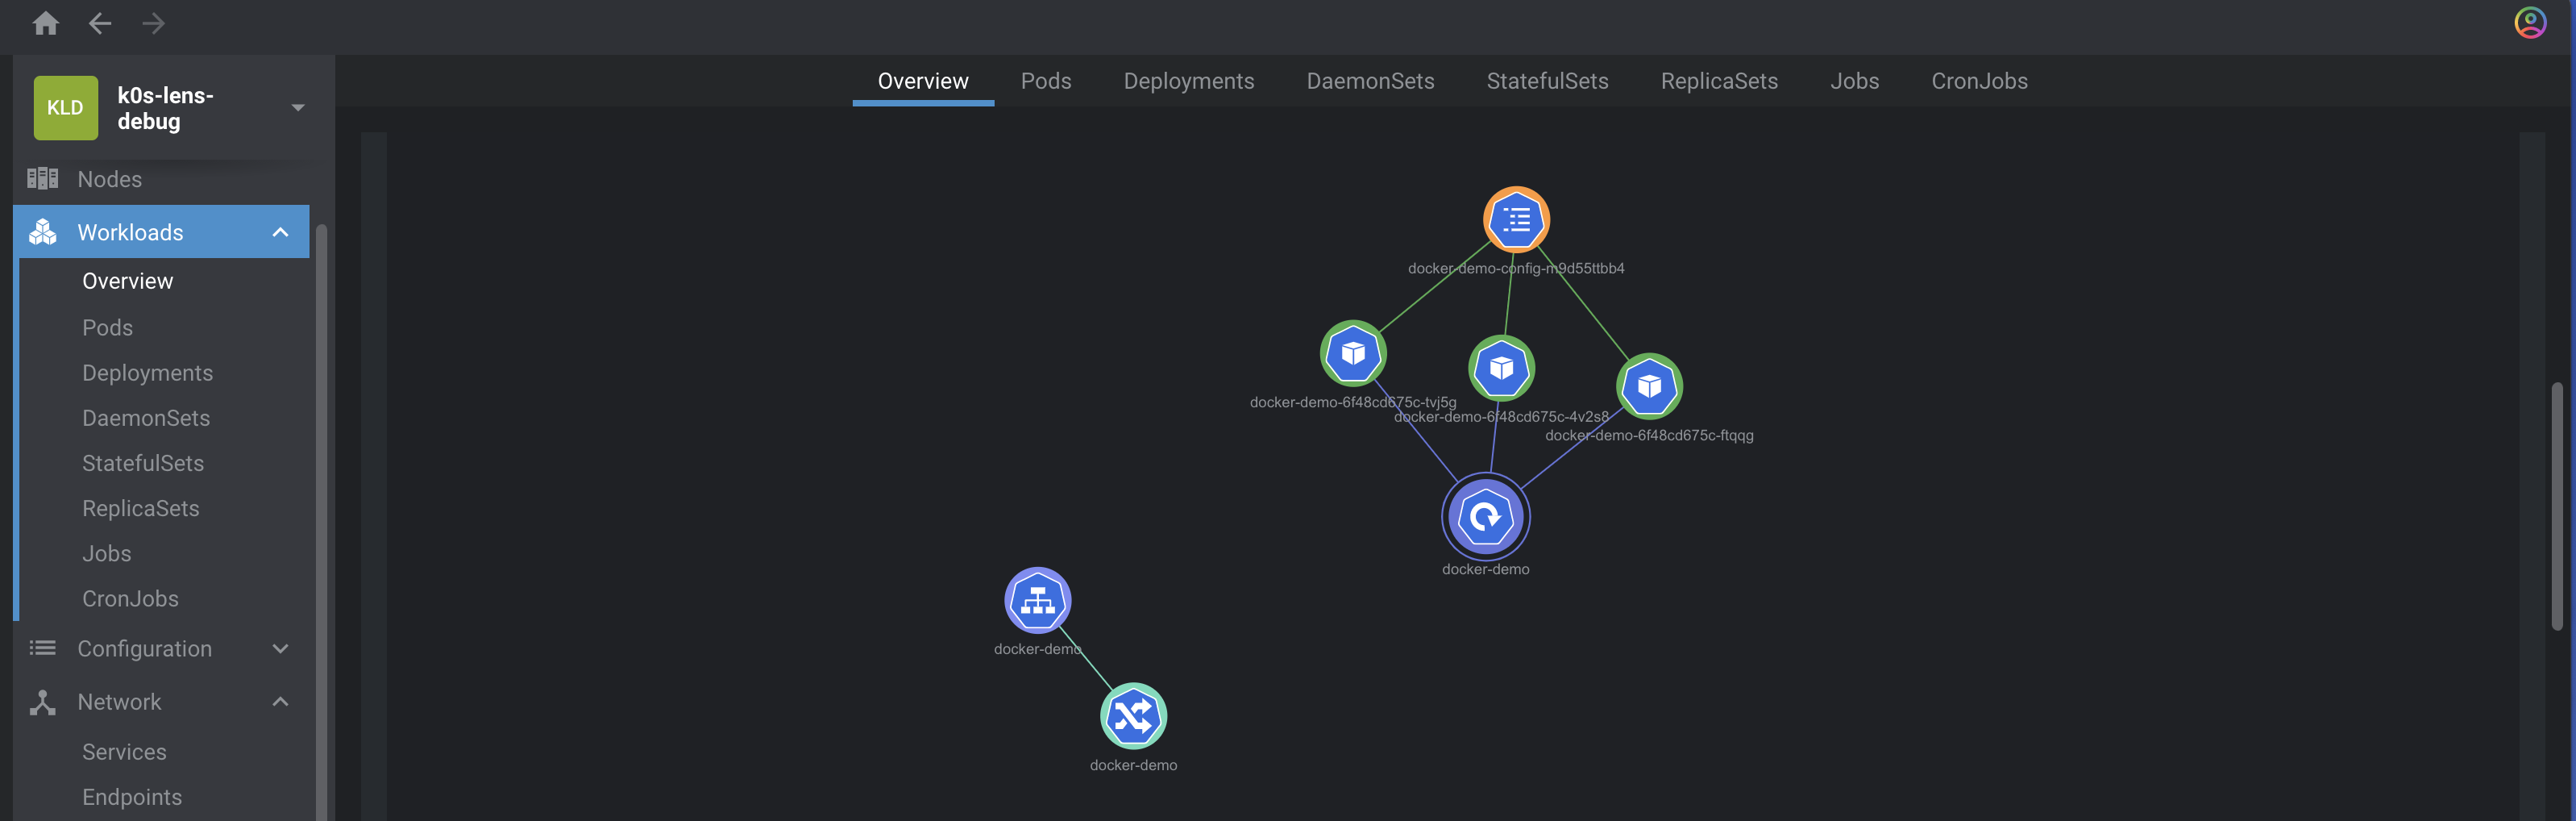 KLD
k0s-lens-
debug
Nodes
Workloads
Overview
Pods
Deployments
DaemonSets
StatefulSets
ReplicaSets
Jobs
CronJobs
Configuration
Network
Services
Endpoints
Overview
Pods
Deployments
DaemonSets
StatefulSets
ReplicaSets
Jobs
CronJobs
docker-demo-config-m9d55ttbb4
docker-demo-6f48cd675c-tvj5g
docker-demo-6f48cd675c-4v2s8
docker-demo-6f48cd675c-ftqqg
docker-demo
docker-demo
docker-demo